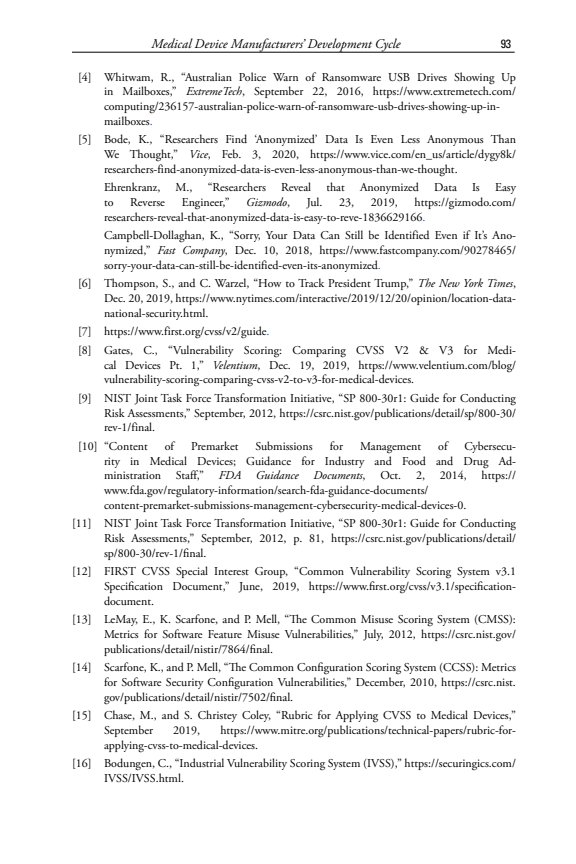 Medical Device Manufacturers’ Development Cycle 93
[4] Whitwam, R., “Australian Police Warn of Ransomware USB Drives Showing Up
in Mailboxes,” ExtremeTech, September 22, 2016, https://www.extremetech.com/
computing/236157-australian-police-warn-of-ransomware-usb-drives-showing-up-in-
mailboxes.
[5] Bode, K., “Researchers Find ‘Anonymized’ Data Is Even Less Anonymous Than
We Thought,” Vice, Feb. 3, 2020, https://www.vice.com/en_us/article/dygy8k/
researchers-find-anonymized-data-is-even-less-anonymous-than-we-thought.
Ehrenkranz, M., “Researchers Reveal that Anonymized Data Is Easy
to Reverse Engineer,” Gizmodo, Jul. 23, 2019, https://gizmodo.com/
researchers-reveal-that-anonymized-data-is-easy-to-reve-1836629166.
Campbell-Dollaghan, K., “Sorry, Your Data Can Still be Identified Even if It’s Ano-
nymized,” Fast Company, Dec. 10, 2018, https://www.fastcompany.com/90278465/
sorry-your-data-can-still-be-identified-even-its-anonymized.
[6] Thompson, S., and C. Warzel, “How to Track President Trump,” The New York Times,
Dec. 20, 2019, https://www.nytimes.com/interactive/2019/12/20/opinion/location-data-
national-security.html.
[7] https://www.first.org/cvss/v2/guide.
[8] Gates, C., “Vulnerability Scoring: Comparing CVSS V2 & V3 for Medi-
cal Devices Pt. 1,” Velentium, Dec. 19, 2019, https://www.velentium.com/blog/
vulnerability-scoring-comparing-cvss-v2-to-v3-for-medical-devices.
[9] NIST Joint Task Force Transformation Initiative, “SP 800-30r1: Guide for Conducting
Risk Assessments,” September, 2012, https://csrc.nist.gov/publications/detail/sp/800-30/
rev-1/final.
[10] “Content of Premarket Submissions for Management of Cybersecu-
rity in Medical Devices; Guidance for Industry and Food and Drug Ad-
ministration Staff,” FDA Guidance Documents, Oct. 2, 2014, https://
www.fda.gov/regulatory-information/search-fda-guidance-documents/
content-premarket-submissions-management-cybersecurity-medical-devices-0.
[11] NIST Joint Task Force Transformation Initiative, “SP 800-30r1: Guide for Conducting
Risk Assessments,” September, 2012, p. 81, https://csrc.nist.gov/publications/detail/
sp/800-30/rev-1/final.
[12] FIRST CVSS Special Interest Group, “Common Vulnerability Scoring System v3.1
Specification Document,” June, 2019, https://www.first.org/cvss/v3.1/specification-
document.
[13] LeMay, E., K. Scarfone, and P. Mell, “The Common Misuse Scoring System (CMSS):
Metrics for Software Feature Misuse Vulnerabilities,” July, 2012, https://csrc.nist.gov/
publications/detail/nistir/7864/final.
[14] Scarfone, K., and P. Mell, “The Common Configuration Scoring System (CCSS): Metrics
for Software Security Configuration Vulnerabilities,” December, 2010, https://csrc.nist.
gov/publications/detail/nistir/7502/final.
[15] Chase, M., and S. Christey Coley, “Rubric for Applying CVSS to Medical Devices,”
September 2019, https://www.mitre.org/publications/technical-papers/rubric-for-
applying-cvss-to-medical-devices.
[16] Bodungen, C., “Industrial Vulnerability Scoring System (IVSS),” https://securingics.com/
IVSS/IVSS.html.